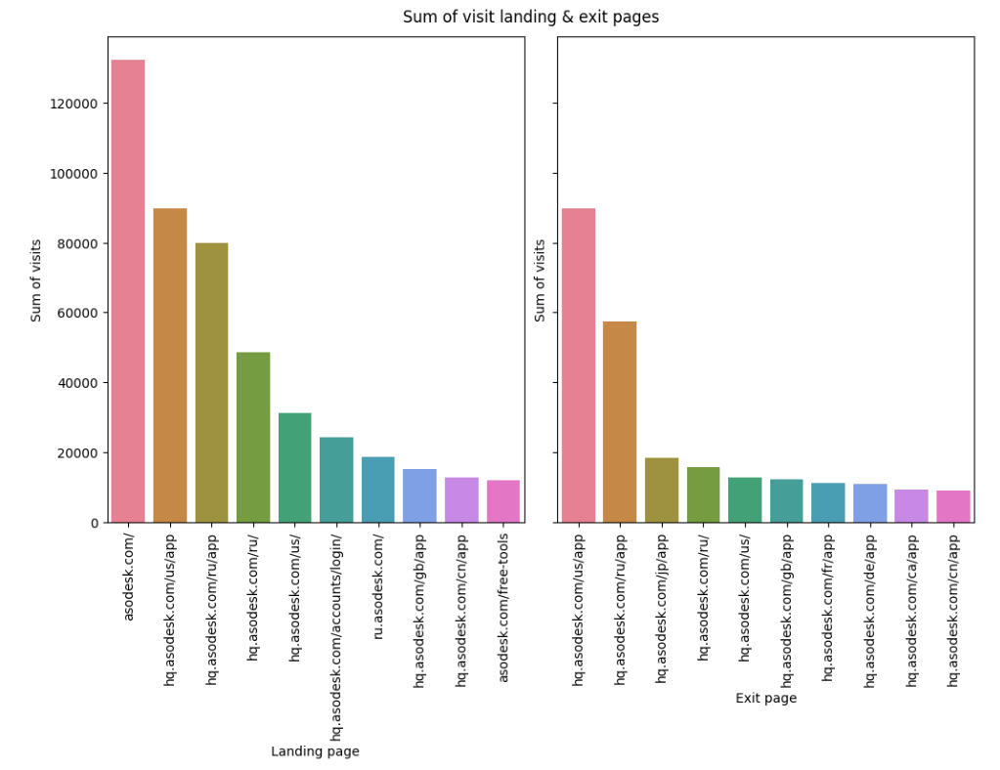 Sum of visit landing & exit pages
Sum of visits
120000
100000
80000
60000
40000
20000
0
asodesk.com/
hq.asodesk.com/us/app
hq.asodesk.com/ru/app
hq.asodesk.com/ru/
hq.asodesk.com/us/
hq.asodesk.com/accounts/login/
ru.asodesk.com/
hq.asodesk.com/gb/app
hq.asodesk.com/cn/app
asodesk.com/free-tools
Landing page
Sum of visits
hq.asodesk.com/us/app
hq.asodesk.com/ru/app
hq.asodesk.com/jp/app
hq.asodesk.com/ru/
hq.asodesk.com/us/
hq.asodesk.com/gb/app
hq.asodesk.com/fr/app
hq.asodesk.com/de/app
hq.asodesk.com/ca/app
hq.asodesk.com/cn/app
Exit page